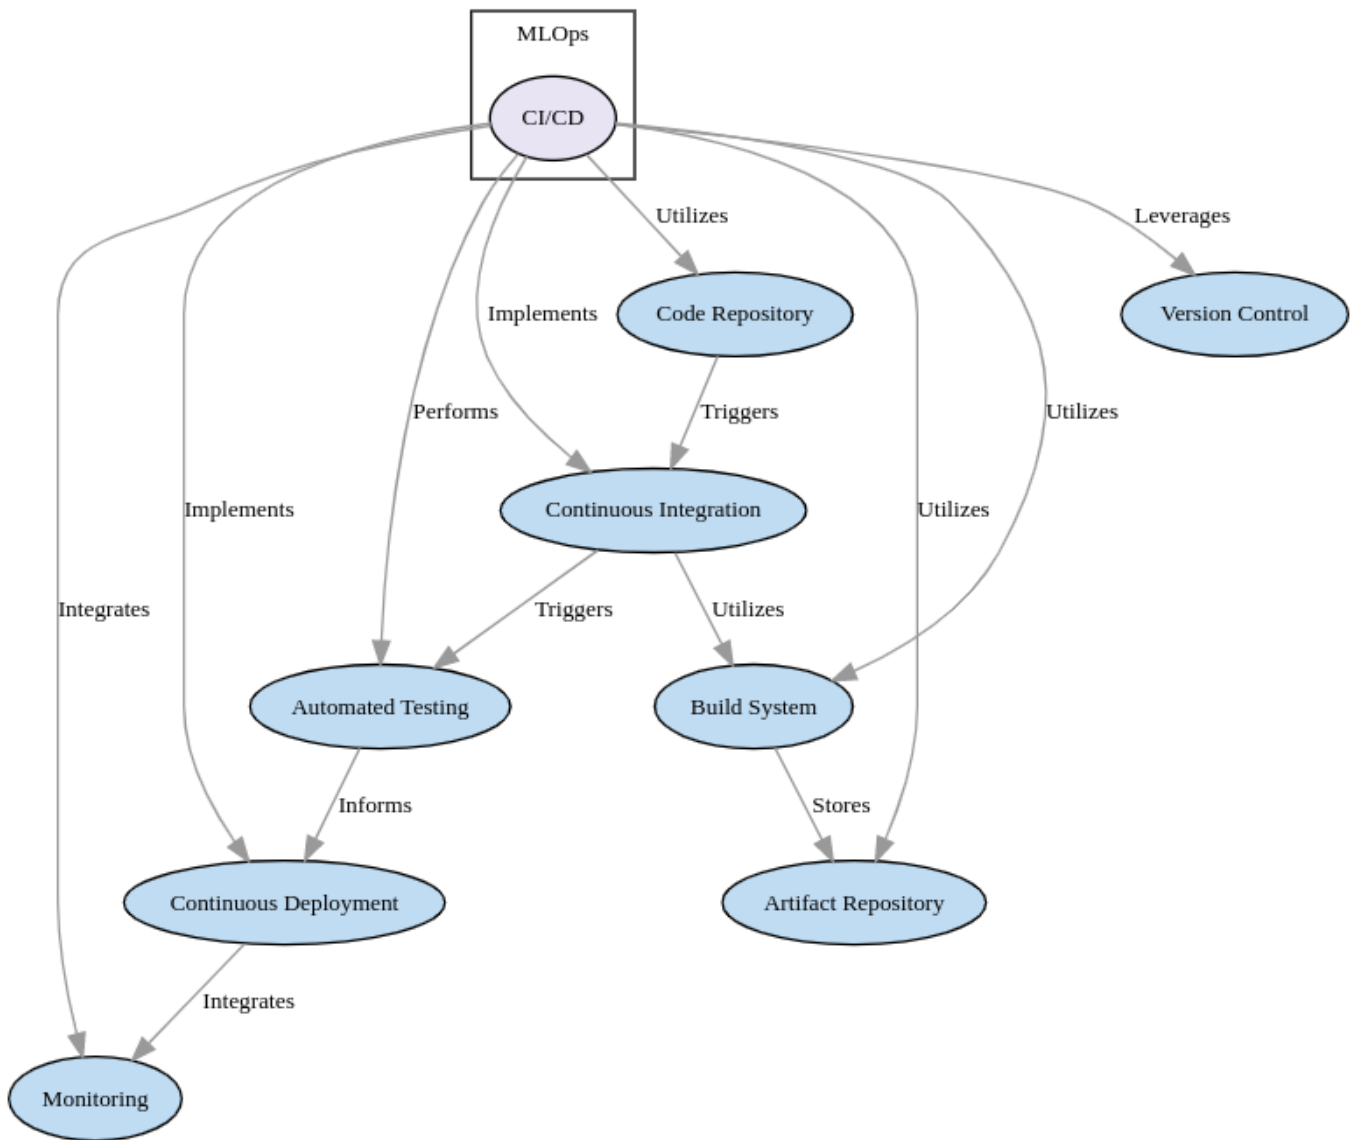 MLOps
CI/CD
Utilizes
Leverages
Implements
Code Repository
Version Control
Performs
Triggers
Utilizes
Implements
Continuous Integration
Utilizes
Integrates
Triggers
Utilizes
Automated Testing
Build System
Informs
Stores
Continuous Deployment
Artifact Repository
Integrates
Monitoring